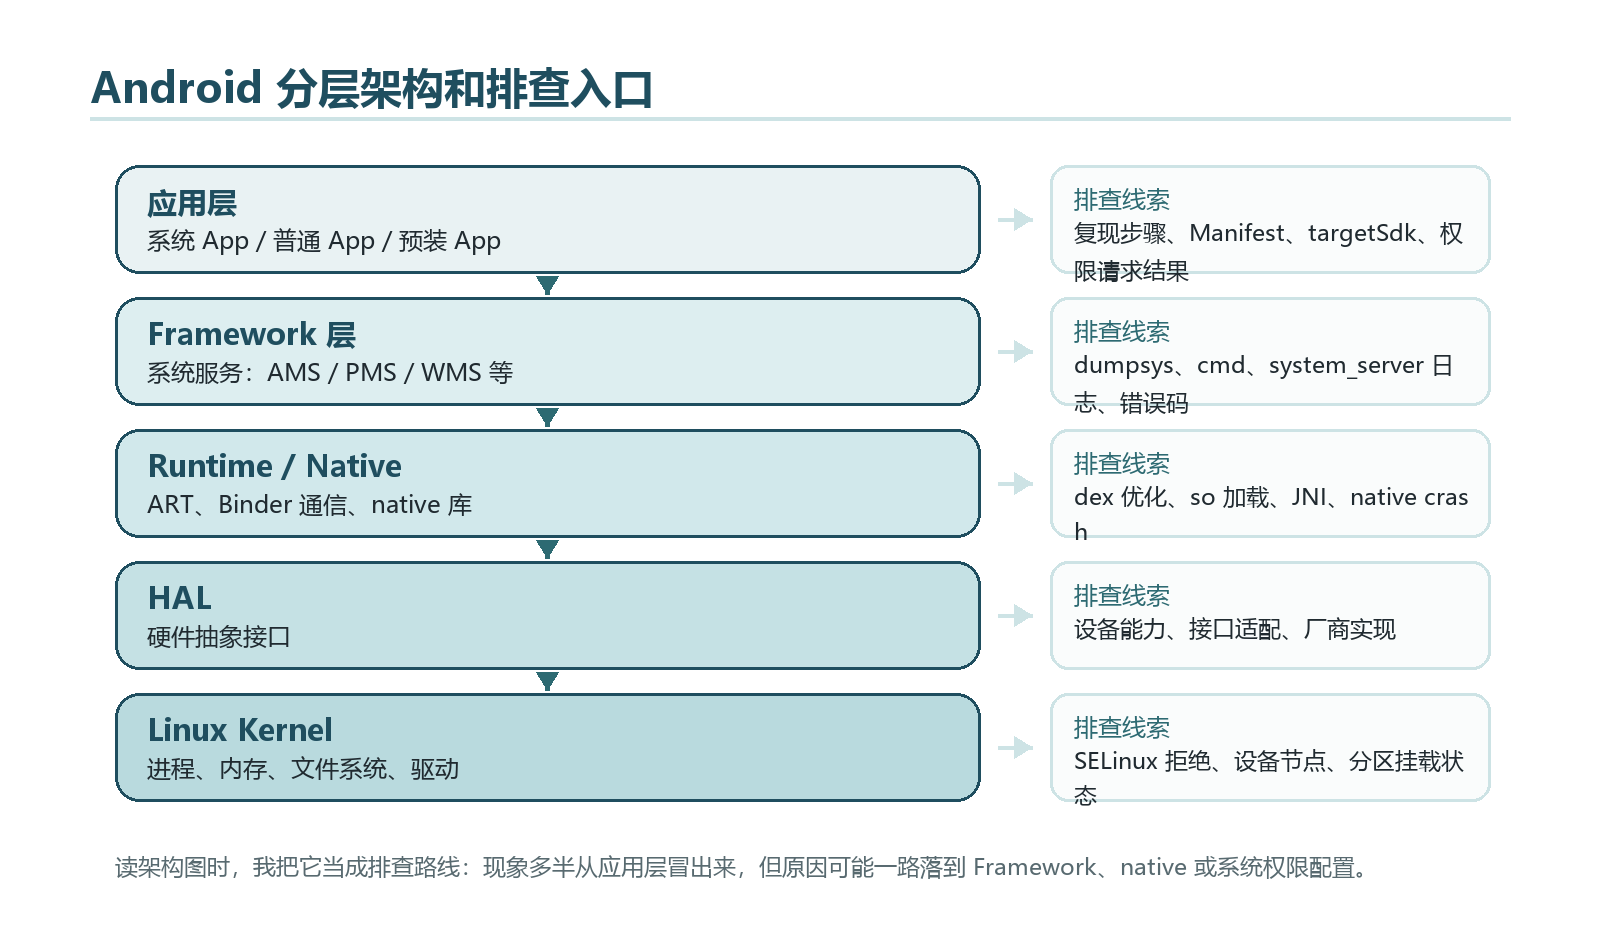 Android 分层架构和排查入口
应用层
系统 App / 普通 App / 预装 App
排查线索
复现步骤、Manifest、targetSdk、权
限请求结果
Framework 层
系统服务：AMS / PMS / WMS 等
排查线索
dumpsys、cmd、system_server 日
志、错误码
Runtime / Native
ART、Binder 通信、native 库
排查线索
dex 优化、so 加载、JNI、native cras
h
HAL
硬件抽象接口
排查线索
设备能力、接口适配、厂商实现
Linux Kernel
进程、内存、文件系统、驱动
排查线索
SELinux 拒绝、设备节点、分区挂载状
态
读架构图时，我把它当成排查路线：现象多半从应用层冒出来，但原因可能一路落到 Framework、native 或系统权限配置。